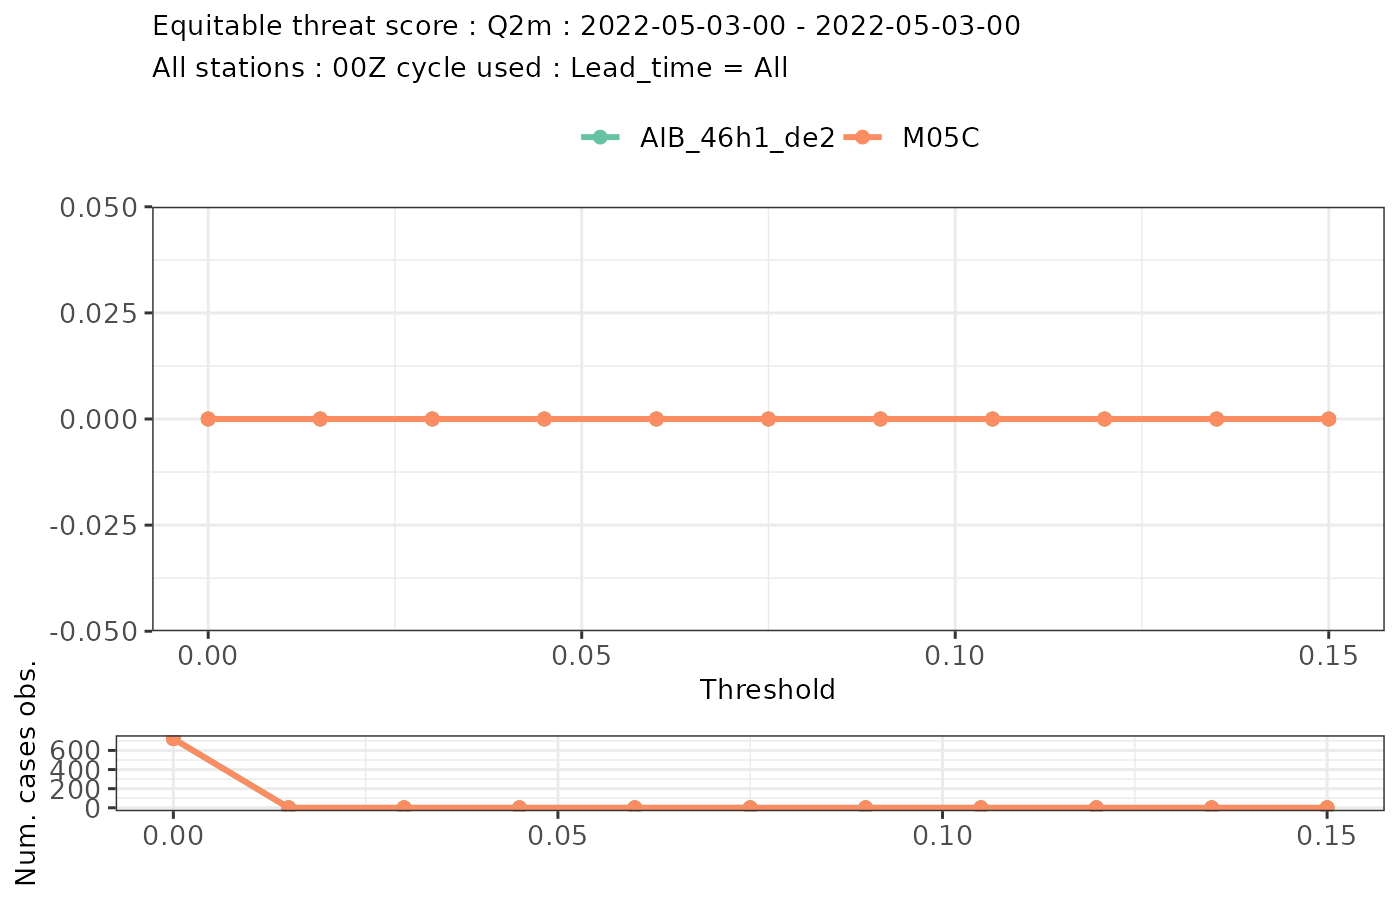 Equitable threat score : Q2m : 2022-05-03-00 - 2022-05-03-00
All stations : 00Z cycle used : Lead_time = All
AIB_46h1_de2 M05C
0.050
0.025
0.000
-0.025
-0.050
0.00 0.05 0.10 0.15
Threshold
Num. cases obs.
600
400
200
0
0.00 0.05 0.10 0.15